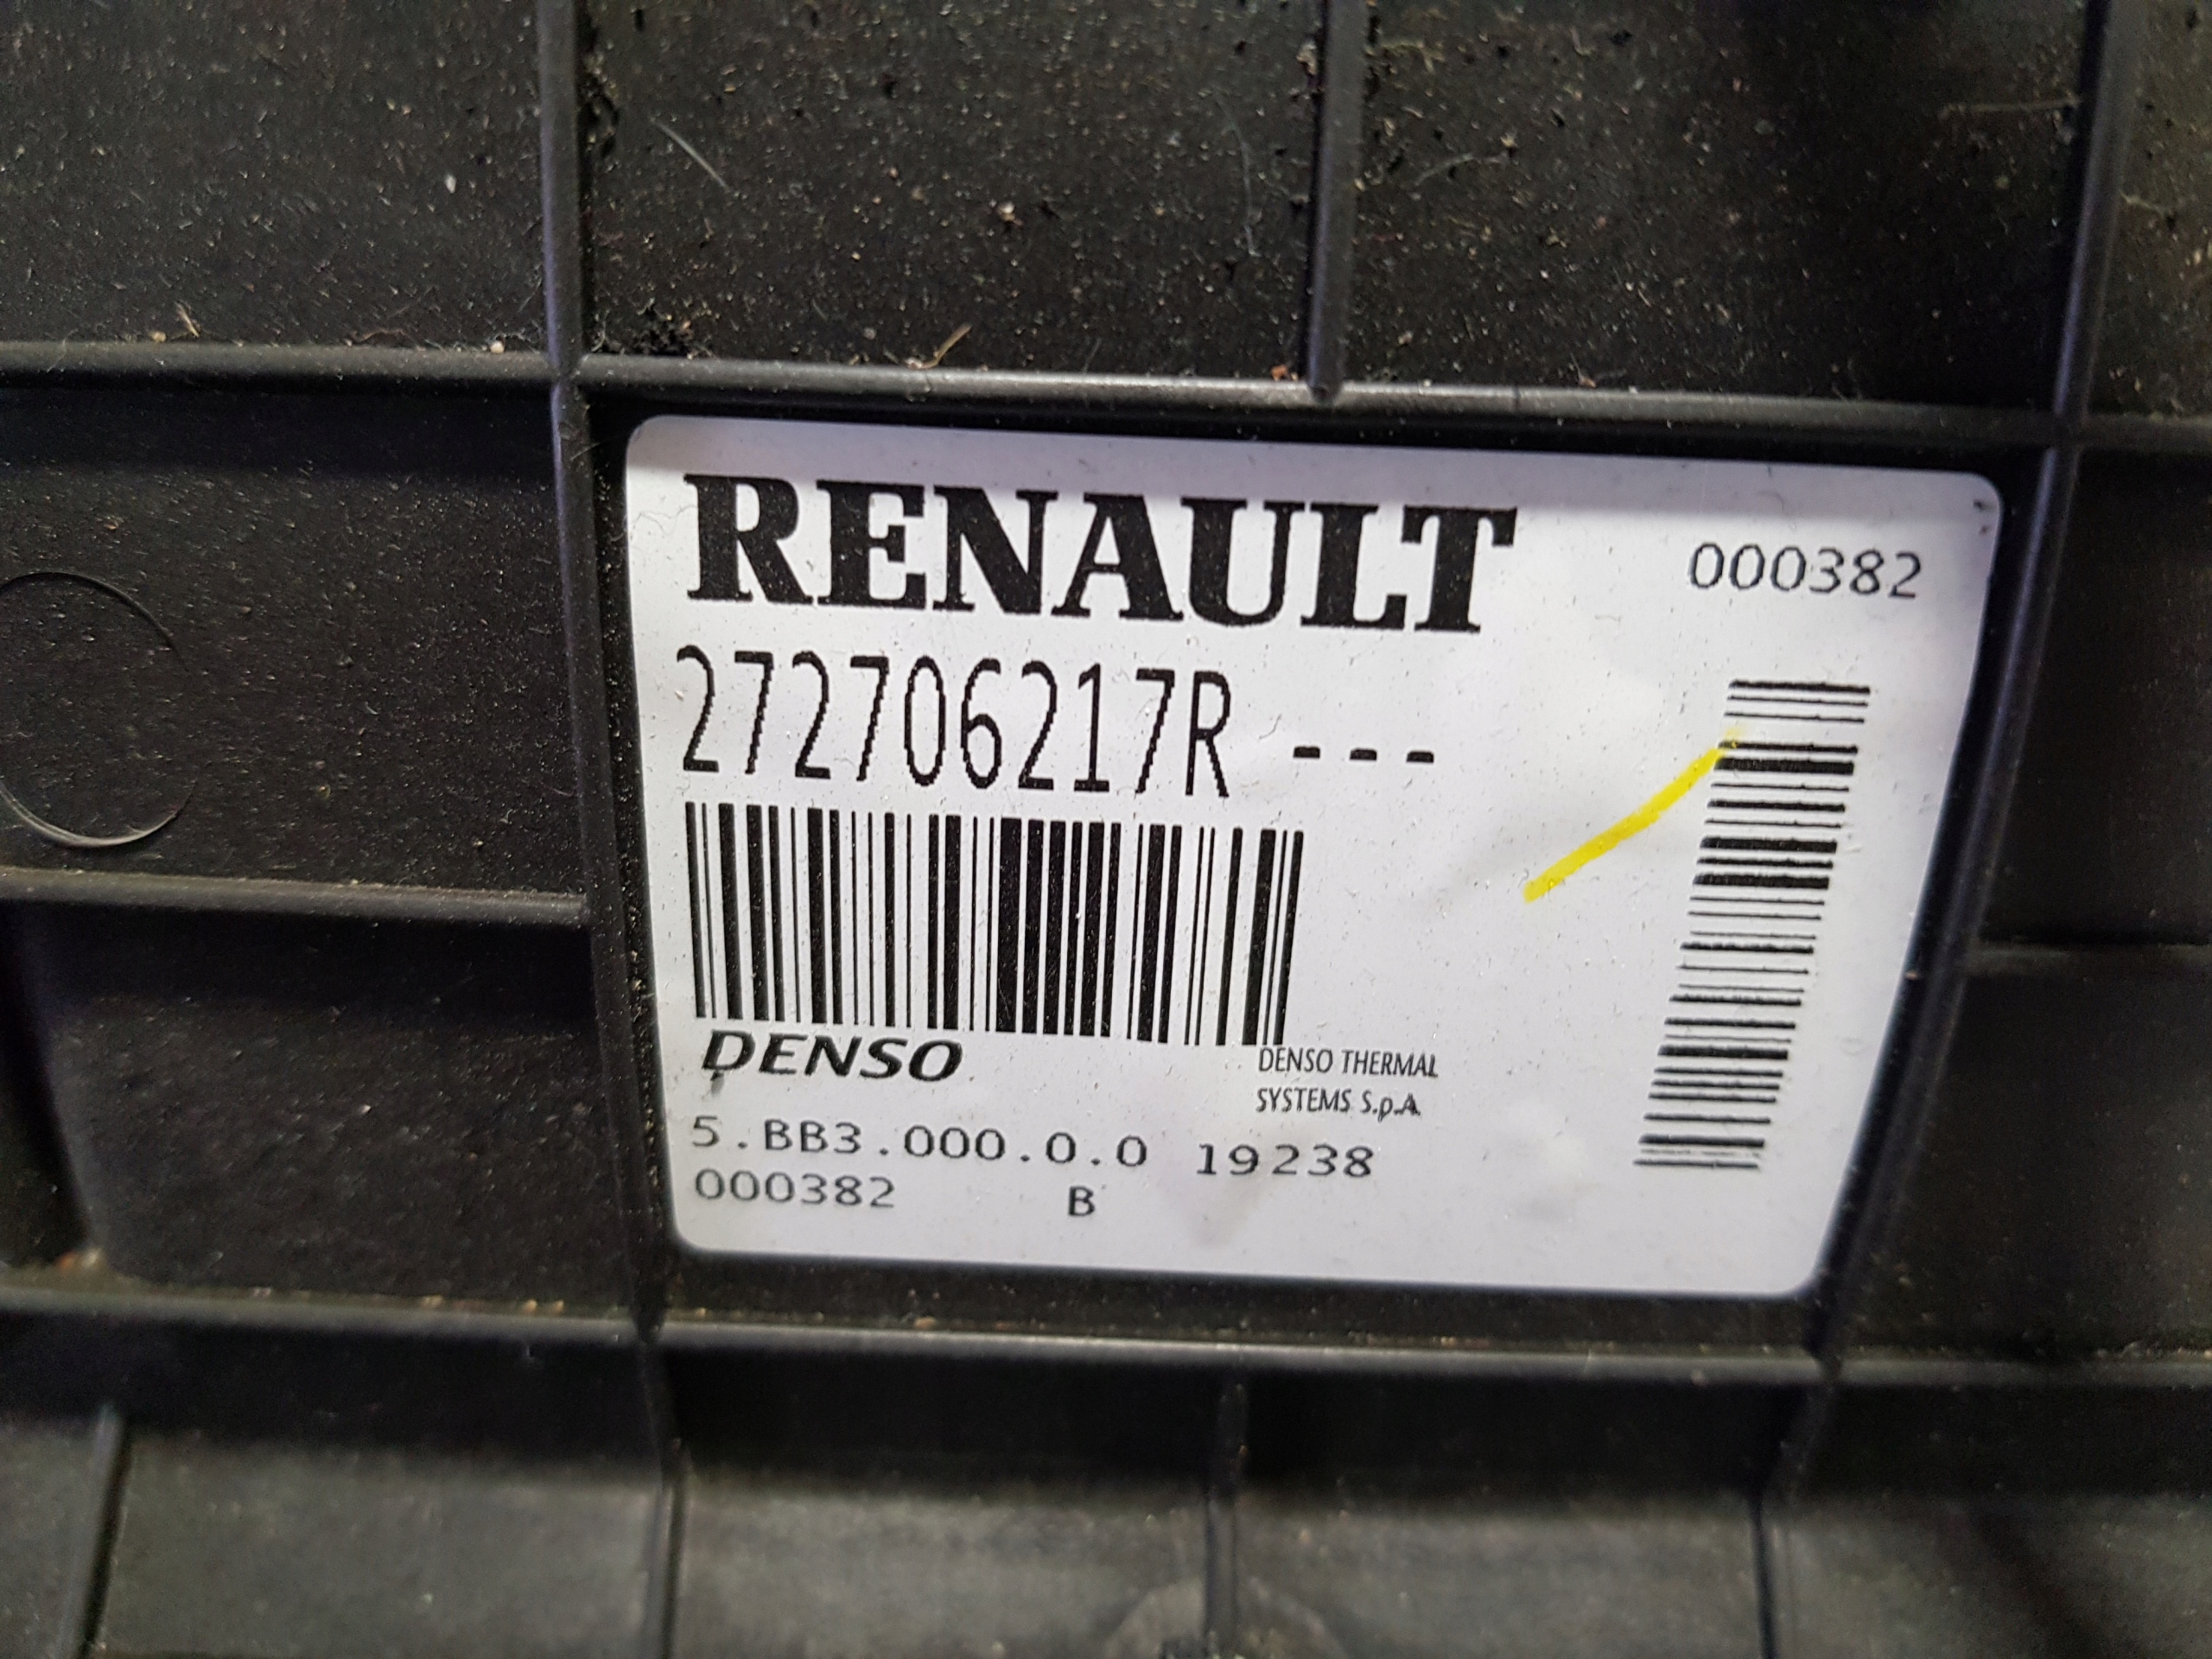 RENAULT
000382
272706217R ---
DENSO
DENSO THERMAL
SYSTEMS S.p.A
5.BB3.000.0.0 19238
000382 B